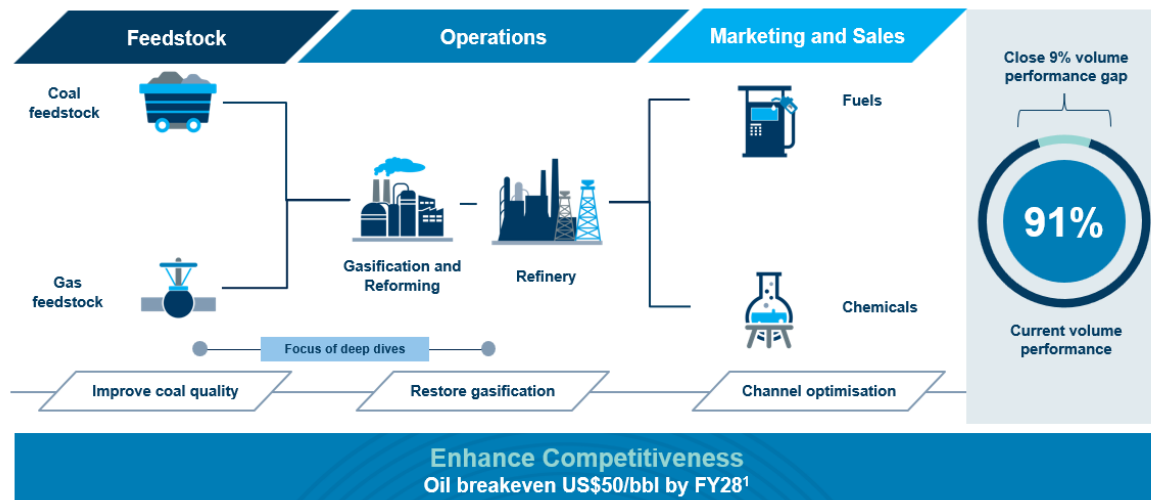 Feedstock
Operations
Marketing and Sales
Coal
feedstock
Gas
feedstock
Gasification and
Reforming
Refinery
Fuels
Chemicals
Close 9% volume
performance gap
91%
Current volume
performance
Focus of deep dives
Improve coal quality
Restore gasification
Channel optimisation
Enhance Competitiveness
Oil breakeven US$50/bbl by FY28¹